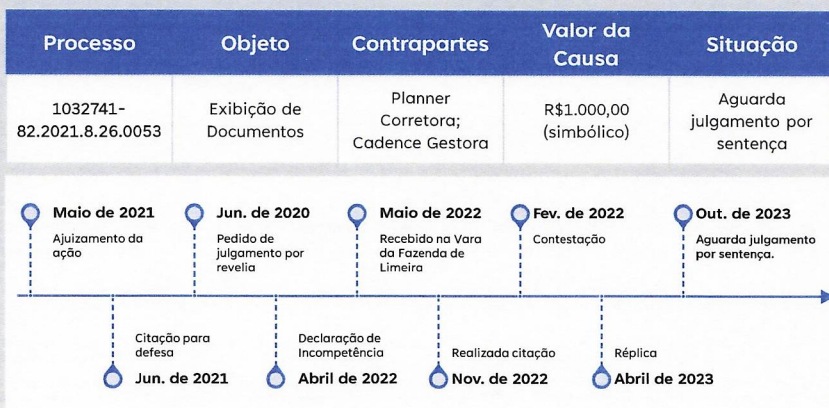 Processo
Objeto
Contrapartes
Valor da
Causa
Situação
1032741-
82.2021.8.26.0053
Exibição de
Documentos
Planner
Corretora;
Cadence Gestora
R$1.000,00
(simbólico)
Aguarda
julgamento por
sentença
Maio de 2021
Ajuizamento da
ação
Jun. de 2020
Pedido de
julgamento por
revelia
Maio de 2022
Recebido na Vara
da Fazenda de
Limeira
Fev. de 2022
Contestação
Out. de 2023
Aguarda julgamento
por sentença.
Citação para
defesa
Jun. de 2021
Declaração de
Incompetência
Abril de 2022
Realizada citação
Nov. de 2022
Réplica
Abril de 2023